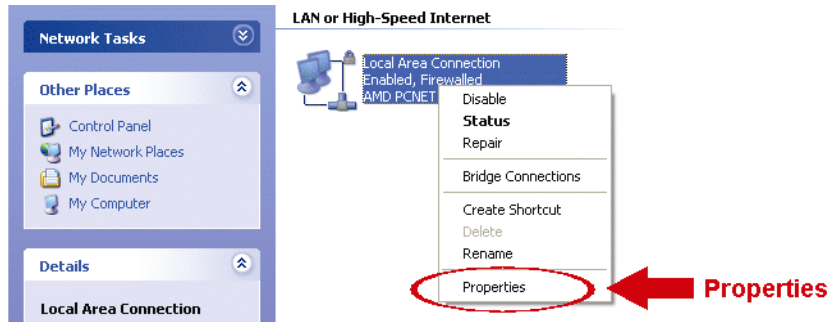 Network Tasks
Other Places
Control Panel
My Network Places
My Documents
My Computer
Details
Local Area Connection
LAN or High-Speed Internet
Local Area Connection
Enabled, Firewalled
AMD PCNET
Disable
Status
Repair
Bridge Connections
Create Shortcut
Delete
Rename
Properties
Properties